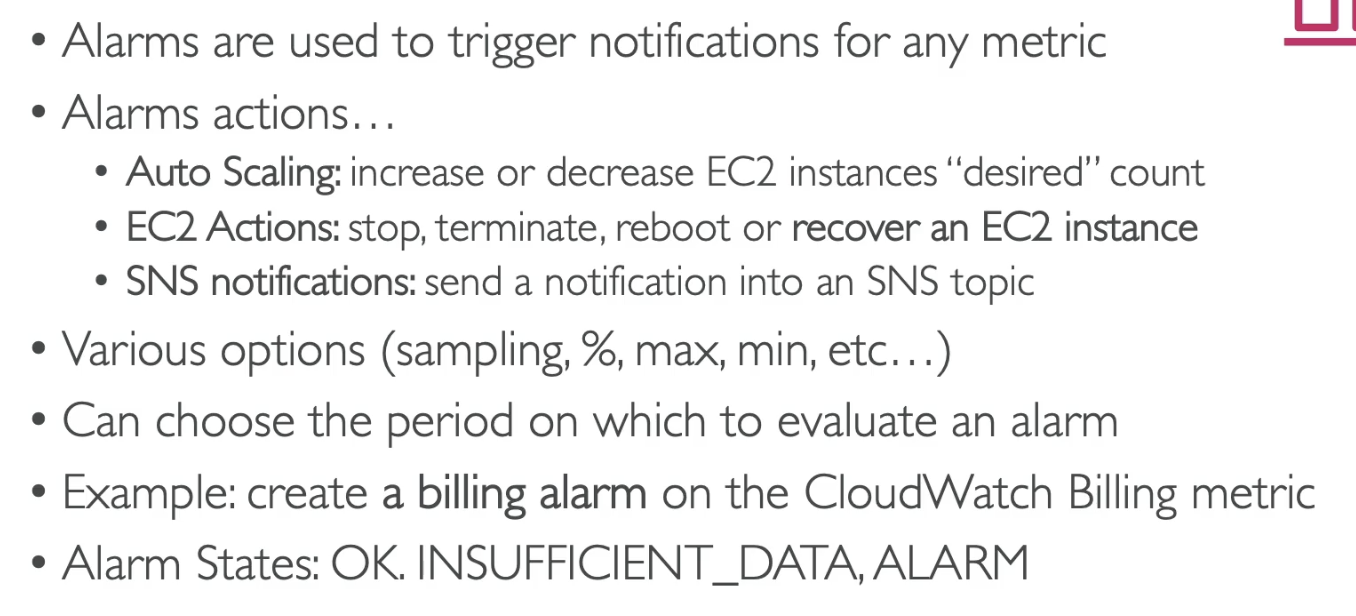 • Alarms are used to trigger notifications for any metric
• Alarms actions…
• Auto Scaling: increase or decrease EC2 instances “desired” count
• EC2 Actions: stop, terminate, reboot or recover an EC2 instance
• SNS notifications: send a notification into an SNS topic
• Various options (sampling, %, max, min, etc…)
• Can choose the period on which to evaluate an alarm
• Example: create a billing alarm on the CloudWatch Billing metric
• Alarm States: OK. INSUFFICIENT_DATA, ALARM